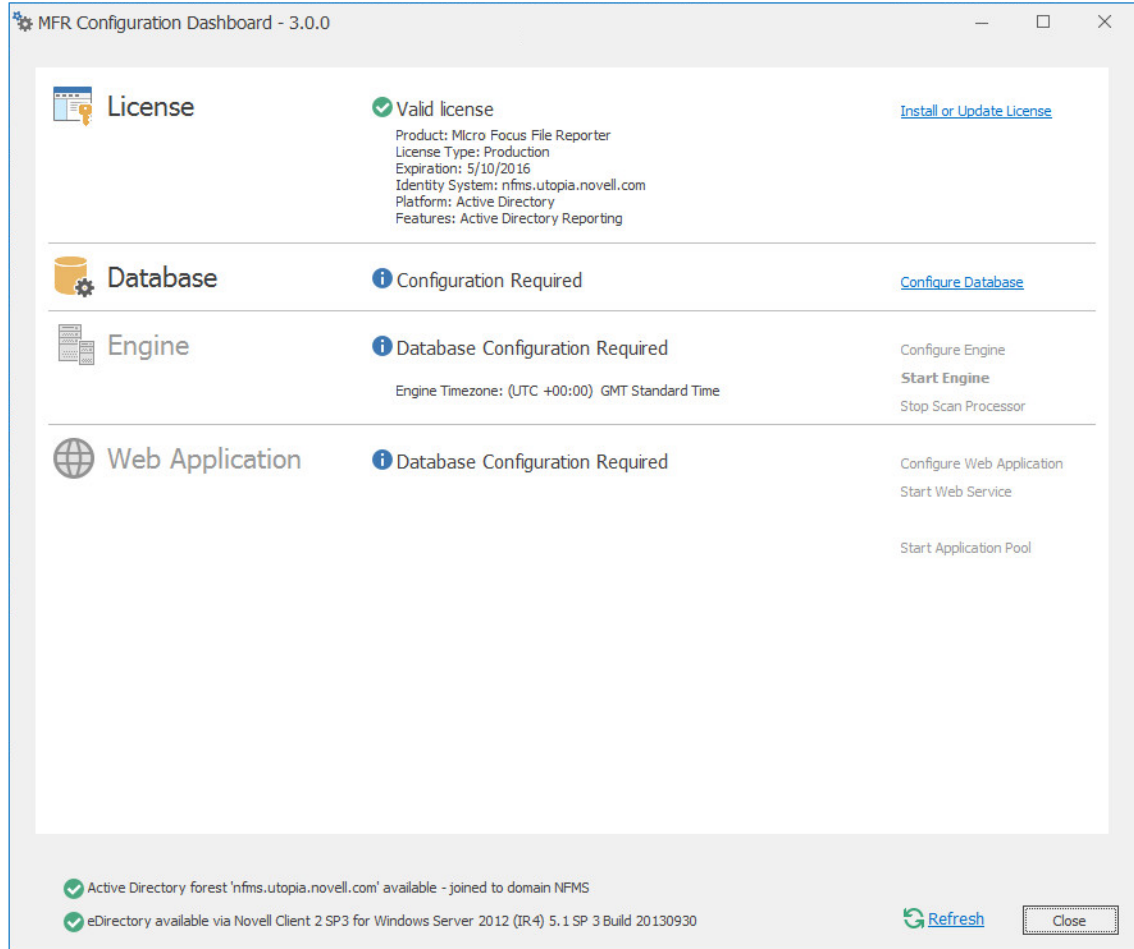 MFR Configuration Dashboard - 3.0.0
License
Valid license
Install or Update License
Product: MIcro Focus File Reporter
License Type: Production
Expiration: 5/10/2016
Identity System: nfms.utopia.novell.com
Platform: Active Directory
Features: Active Directory Reporting
Database
Configuration Required
Configure Database
Engine
Database Configuration Required
Configure Engine
Start Engine
Engine Timezone: (UTC +00:00) GMT Standard Time
Stop Scan Processor
Web Application
Database Configuration Required
Configure Web Application
Start Web Service
Start Application Pool
Active Directory forest 'nfms.utopia.novell.com' available - joined to domain NFMS
eDirectory available via Novell Client 2 SP3 for Windows Server 2012 (IR4) 5.1 SP 3 Build 20130930
Refresh
Close